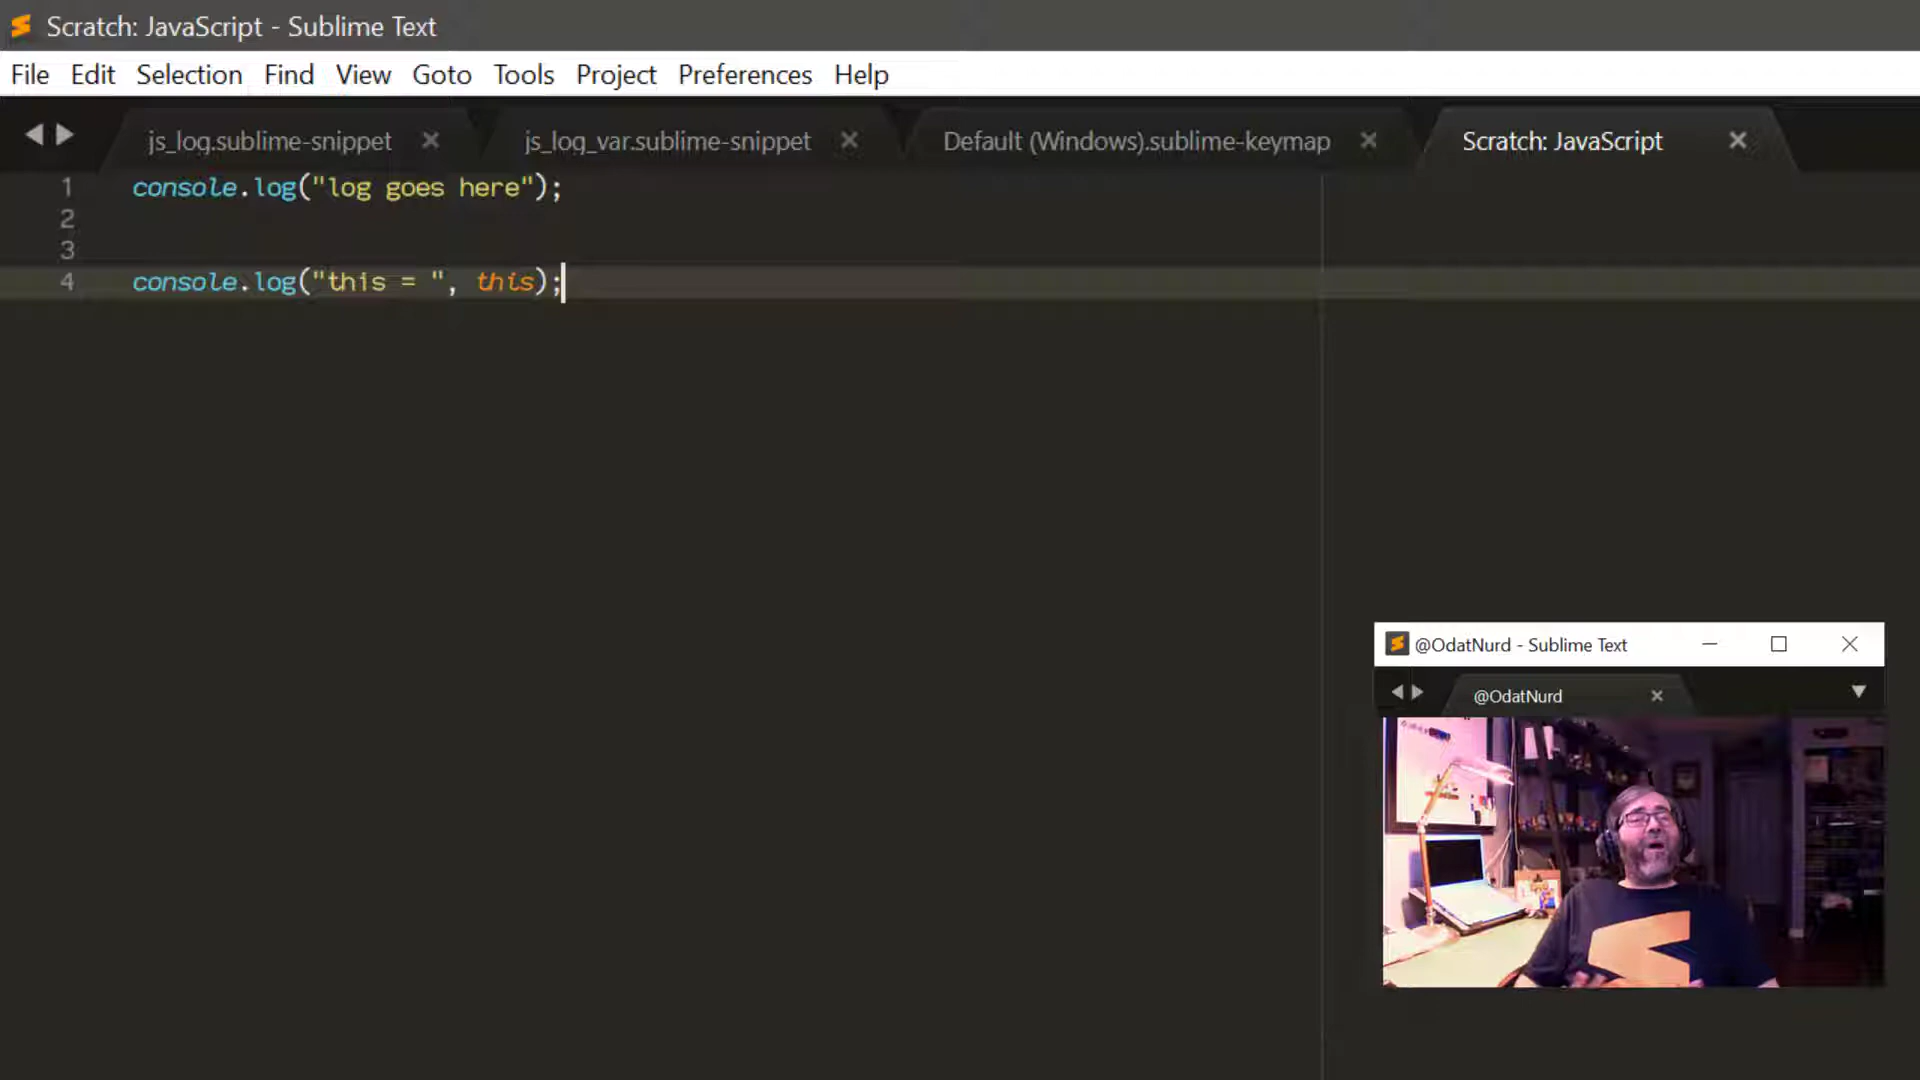 Scratch: JavaScript - Sublime Text
File Edit Selection Find View Goto Tools Project Preferences Help
js_log.sublime-snippet js_log_var.sublime-snippet Default (Windows).sublime-keymap Scratch: JavaScript
1 console.log("log goes here");
2
3
4 console.log("this = ", this);
@OdatNurd - Sublime Text
@OdatNurd